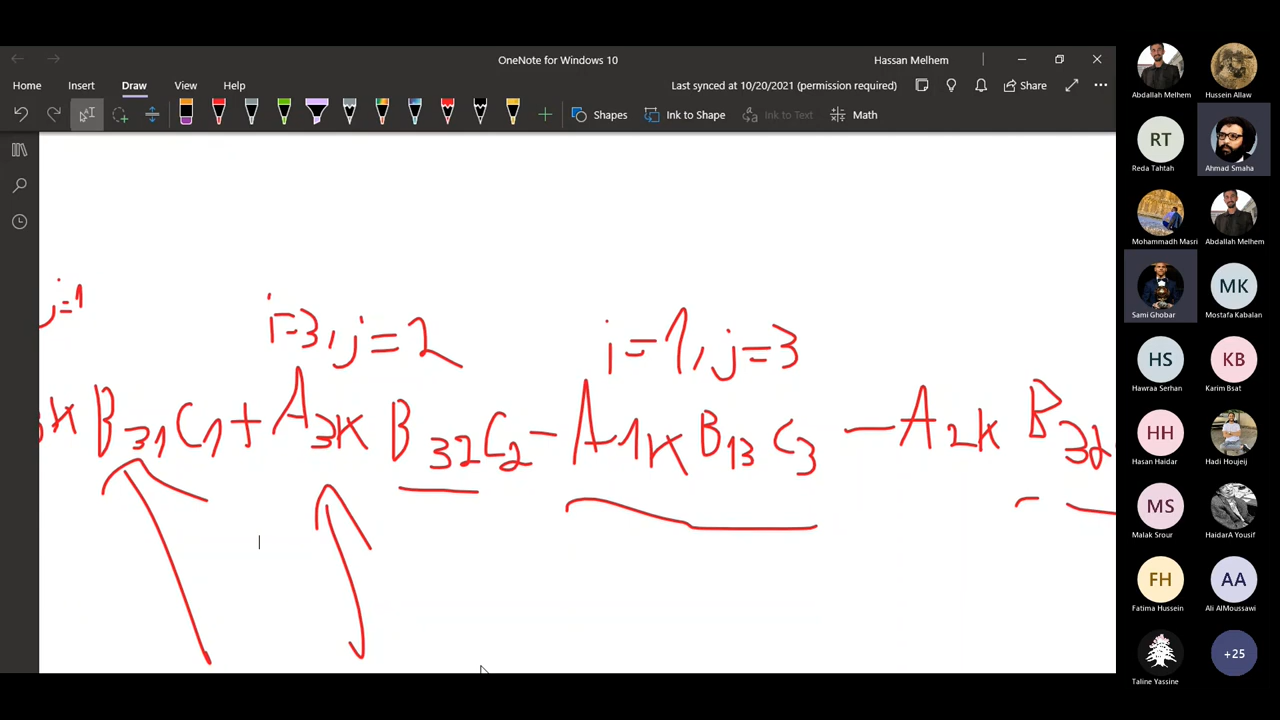 OneNote for Windows 10
Hassan Melhem
Home Insert Draw View Help
Last synced at 10/20/2021 (permission required)
Share
Shapes
Ink to Shape
Ink to Text
Math
j=1
i=3, j=2
i=1, j=3
3K B31 C1 + A3K B32 C2 - A1K B13 C3 - A2K B32
Abdallah Melhem
Hussein Allaw
RT
Reda Tahtah
Ahmad Smaha
Mohammadh Masri
Abdallah Melhem
Sami Ghobar
MK
Mostafa Kabalan
HS
Hawraa Serhan
KB
Karim Bsat
HH
Hasan Haidar
Hadi Houjeij
MS
Malak Srour
HaidarA Yousif
FH
Fatima Hussein
AA
Ali AlMoussawi
Taline Yassine
+25